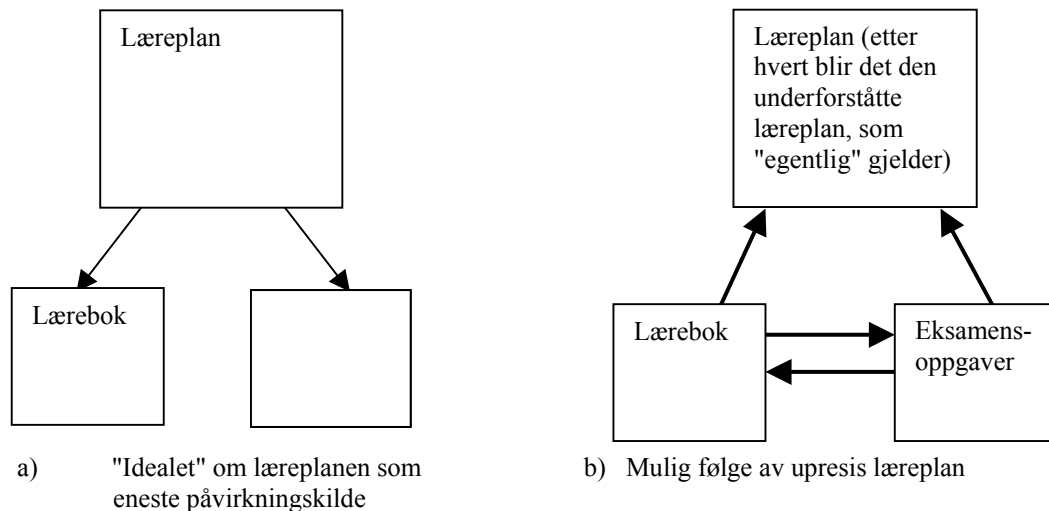 Læreplan
Lærebok
a) "Idealet" om læreplanen som
eneste påvirkningskilde
Læreplan (etter
hvert blir det den
underforståtte
læreplan, som
"egentlig" gjelder)
Lærebok
Eksamens-
oppgaver
b) Mulig følge av upresis læreplan